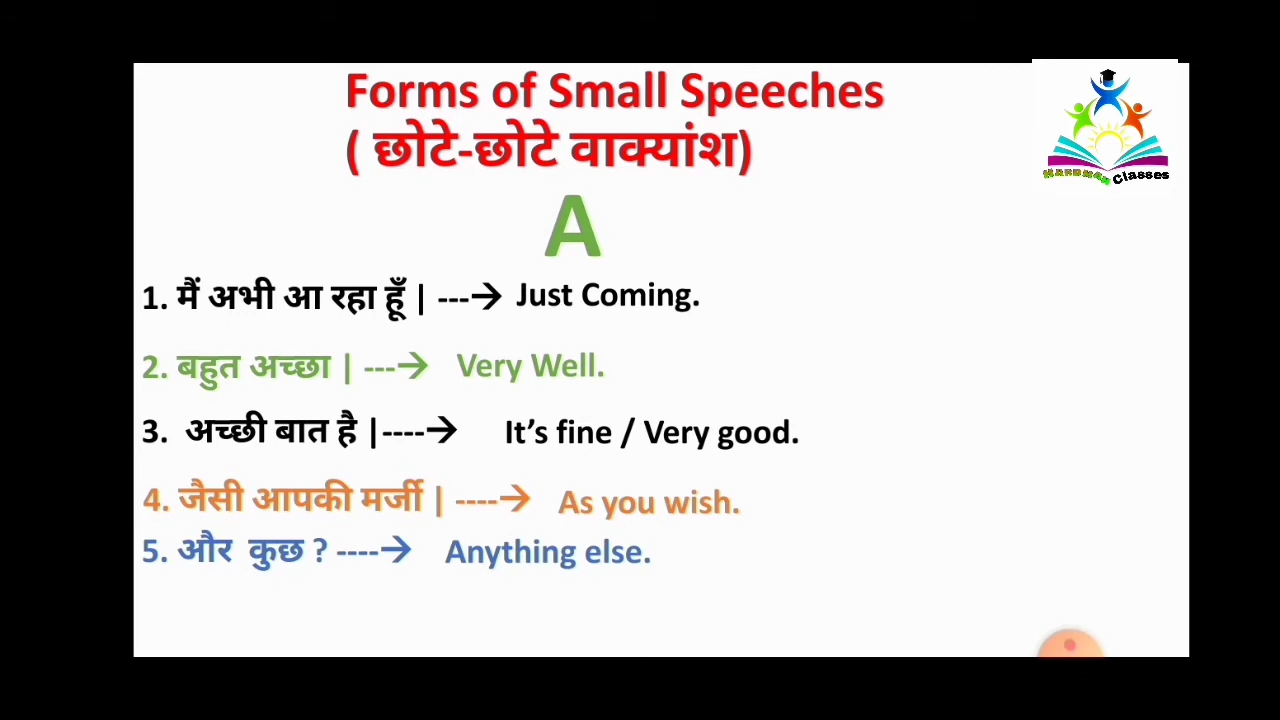 Forms of Small Speeches
( छोटे-छोटे वाक्यांश)
A
1. मैं अभी आ रहा हूँ | ---→ Just Coming.
2. बहुत अच्छा | ---→ Very Well.
3. अच्छी बात है |----→ It’s fine / Very good.
4. जैसी आपकी मर्जी | ----→ As you wish.
5. और कुछ ? ----→ Anything else.
Classes